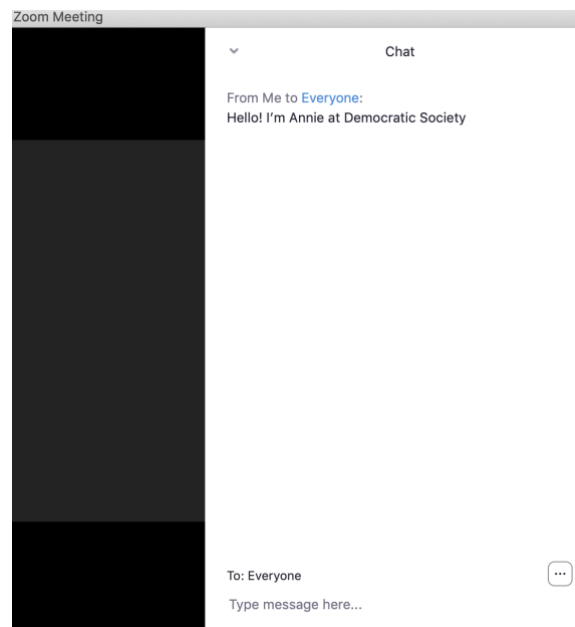 Zoom Meeting
Chat
From Me to Everyone:
Hello! I'm Annie at Democratic Society
To: Everyone
...
Type message here...